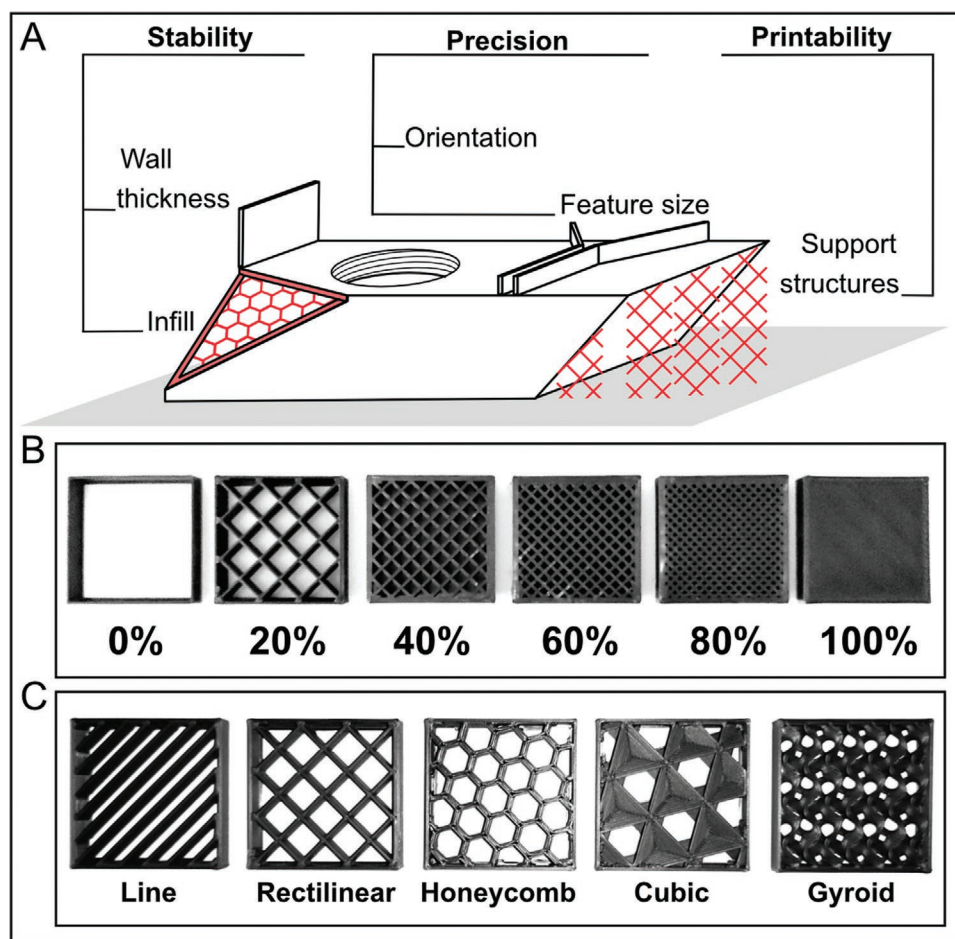 A
Stability
Precision
Printability
Orientation
Wall
thickness
Feature size
Support
structures
Infill
B
0%
20%
40%
60%
80%
100%
C
Line
Rectilinear
Honeycomb
Cubic
Gyroid